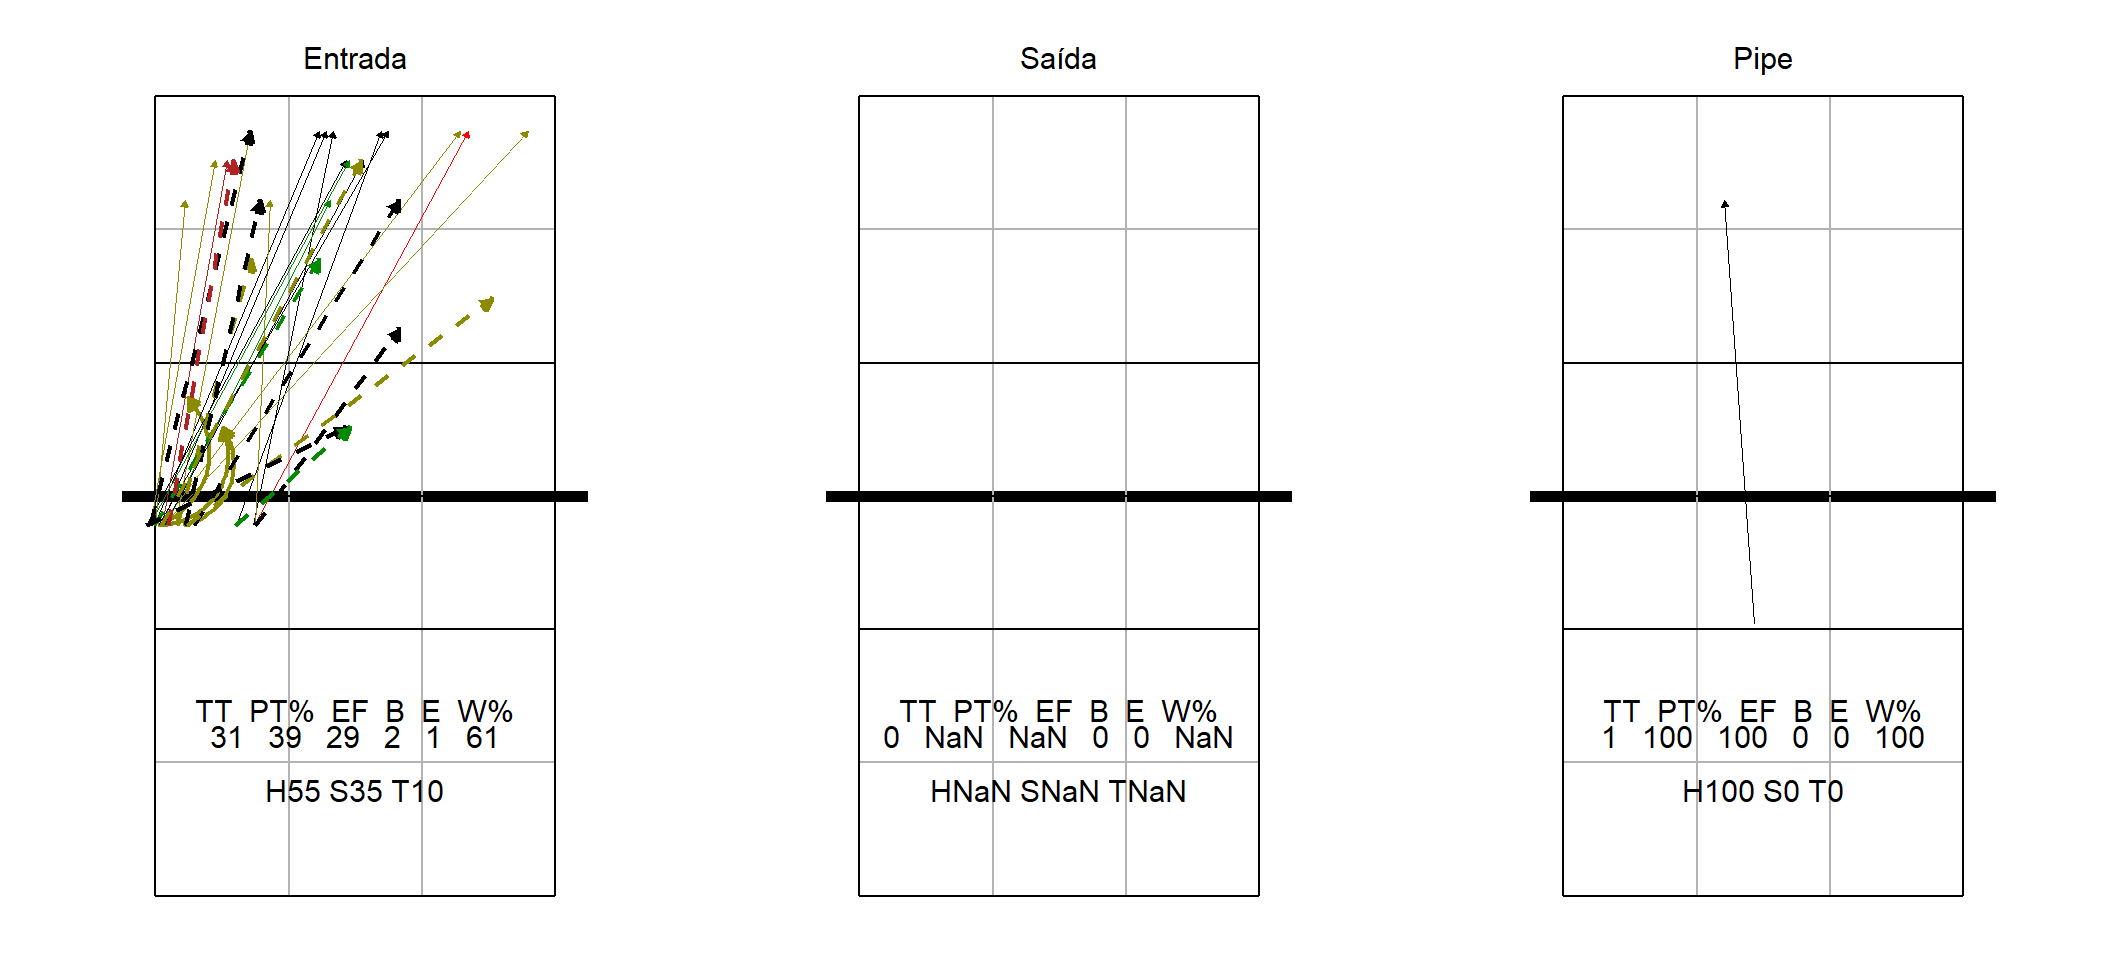 Entrada
TT PT% EF B E W%
31 39 29 2 1 61
H55 S35 T10
Saída
TT PT% EF B E W%
0 NaN NaN 0 0 NaN
HNaN SNaN TNaN
Pipe
TT PT% EF B E W%
1 100 100 0 0 100
H100 S0 T0